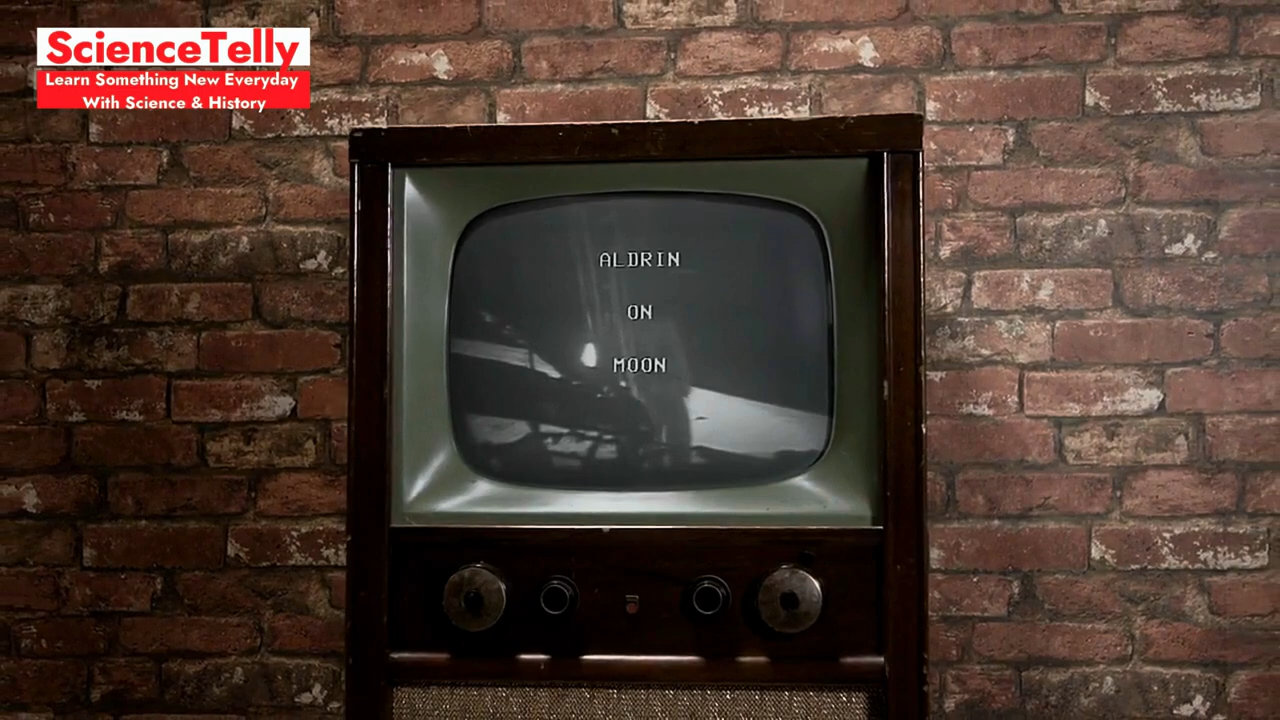 ScienceTelly
Learn Something New Everyday
With Science & History
ALDRIN
ON
MOON